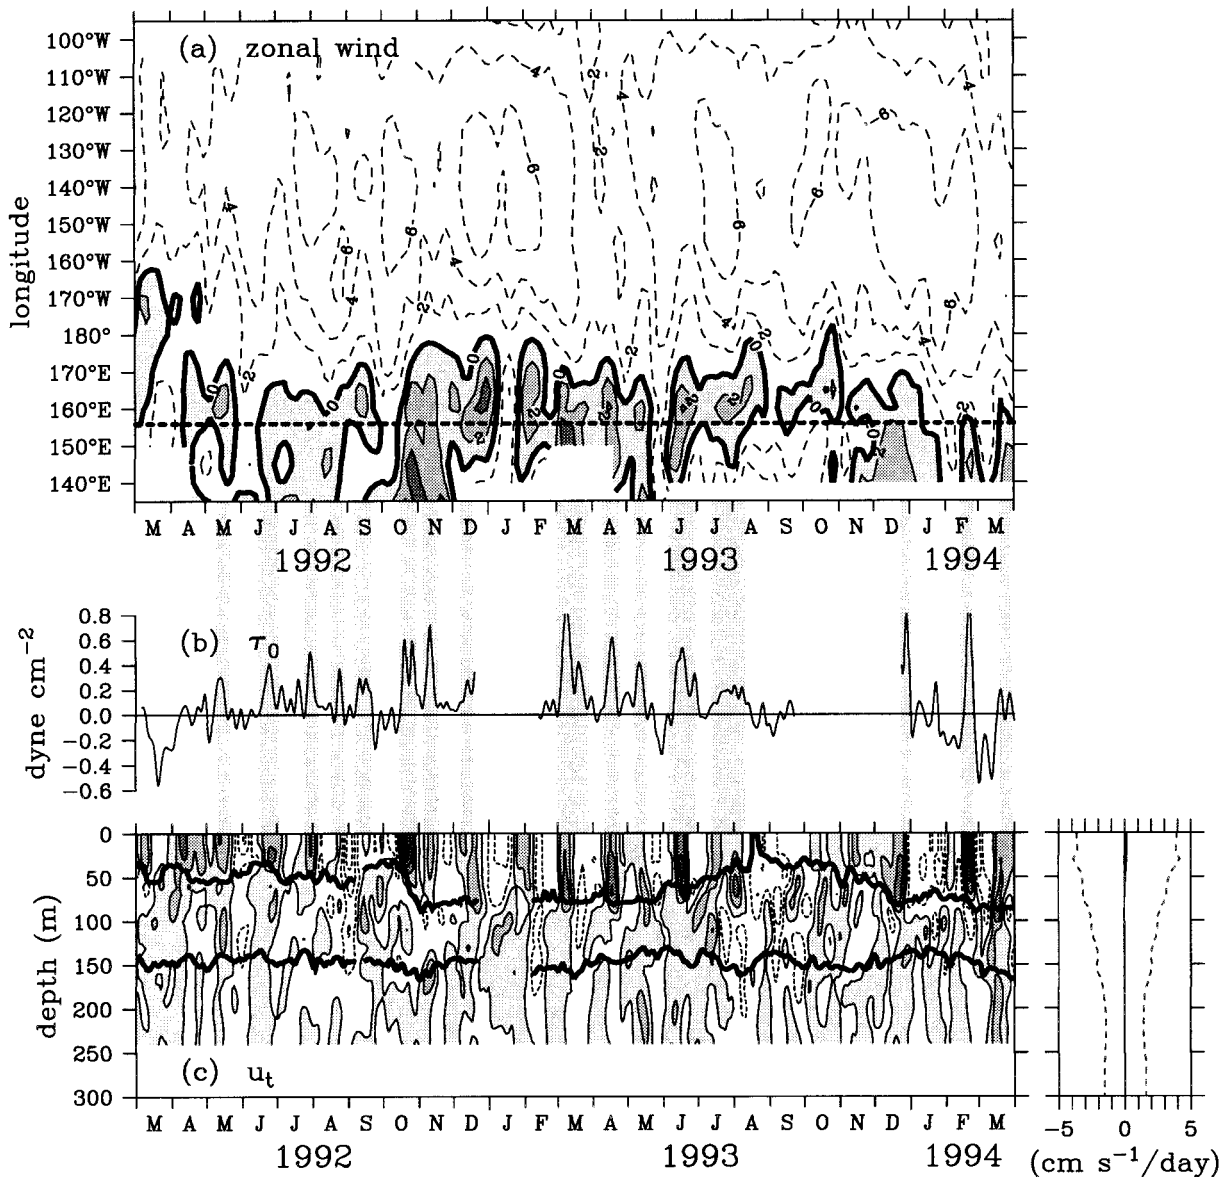 (a) zonal wind
longitude
100°W
110°W
120°W
130°W
140°W
150°W
160°W
170°W
180°
170°E
160°E
150°E
140°E
M A M J J A S O N D J F M A M J J A S O N D J F M
1992 1993 1994
(b) τ0
dyne cm−2
0.8
0.6
0.4
0.2
0.0
−0.2
−0.4
−0.6
(c) ut
depth (m)
0
50
100
150
200
250
300
M A M J J A S O N D J F M A M J J A S O N D J F M
1992 1993 1994
−5 0 5
(cm s−1/day)